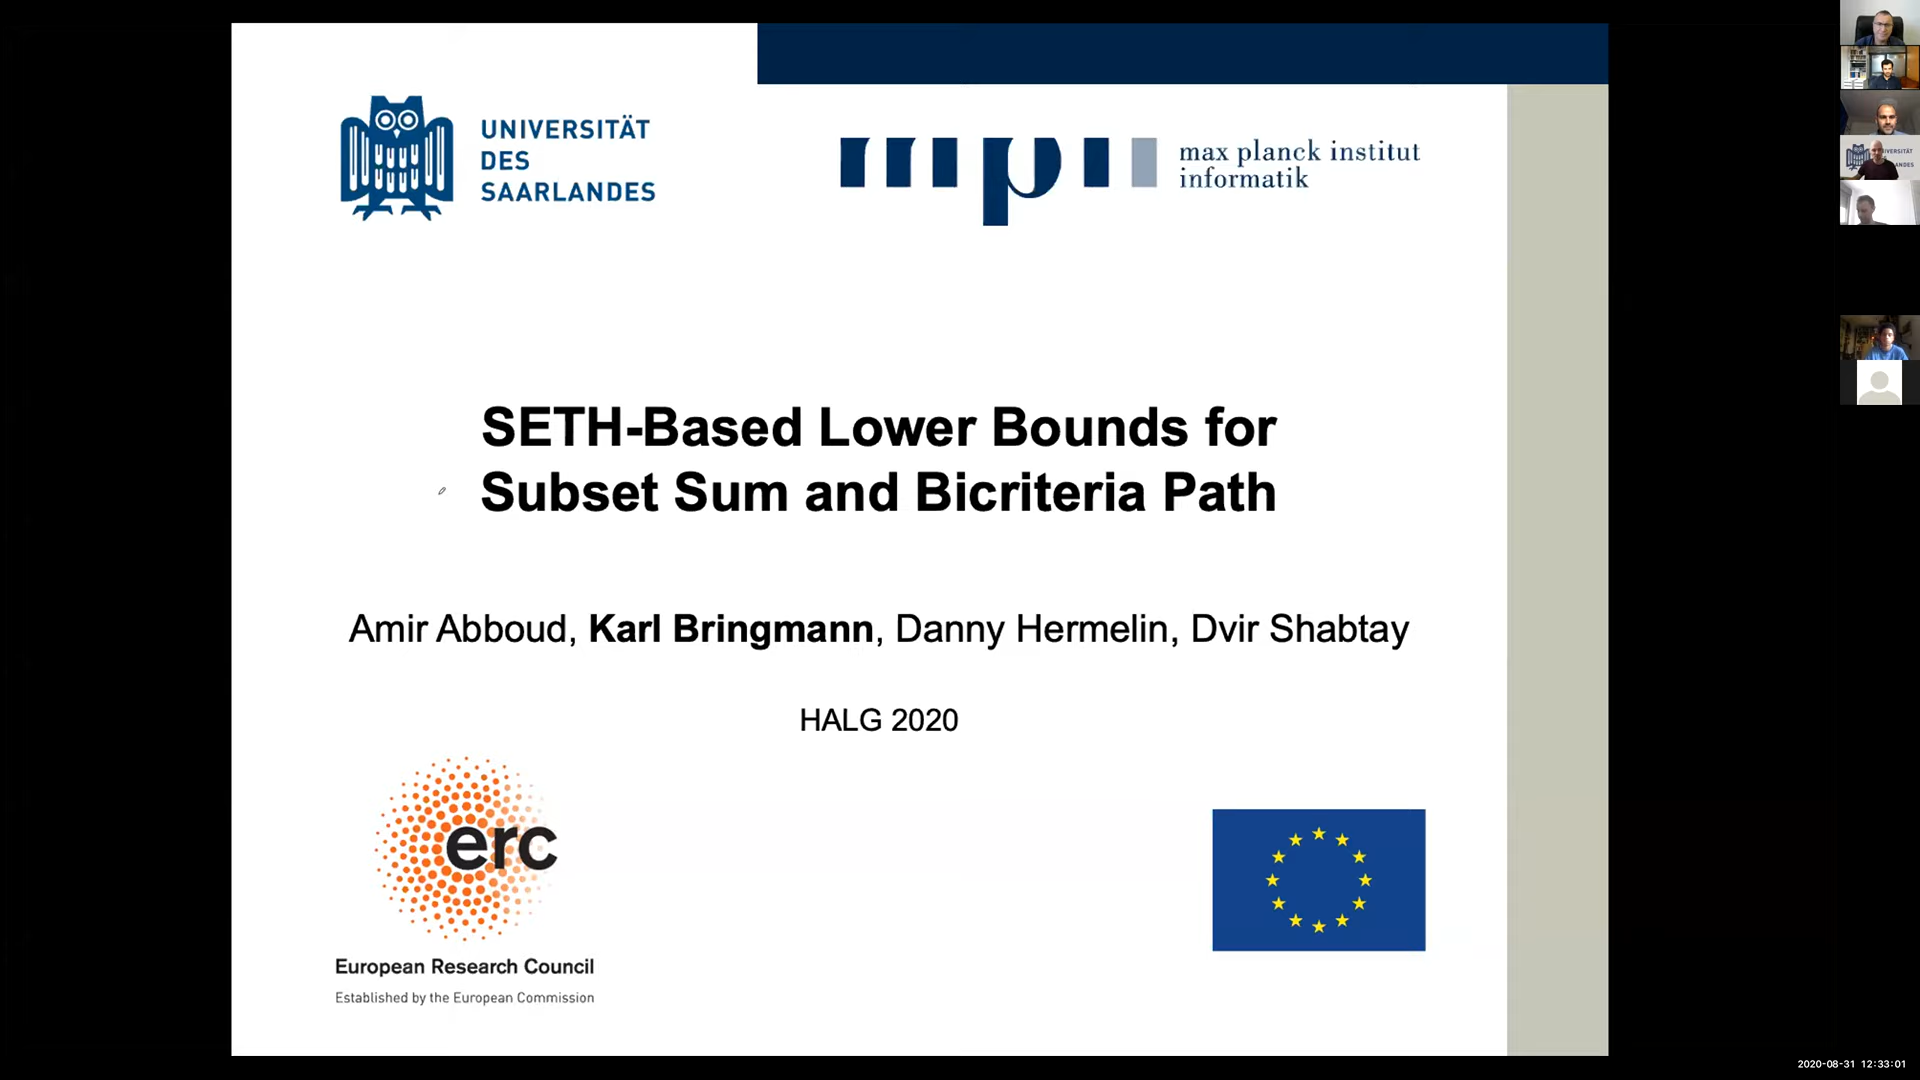 UNIVERSITÄT
DES
SAARLANDES
max planck institut
informatik
SETH-Based Lower Bounds for
Subset Sum and Bicriteria Path
Amir Abboud, Karl Bringmann, Danny Hermelin, Dvir Shabtay
HALG 2020
erc
European Research Council
Established by the European Commission
2020-08-31 12:33:01